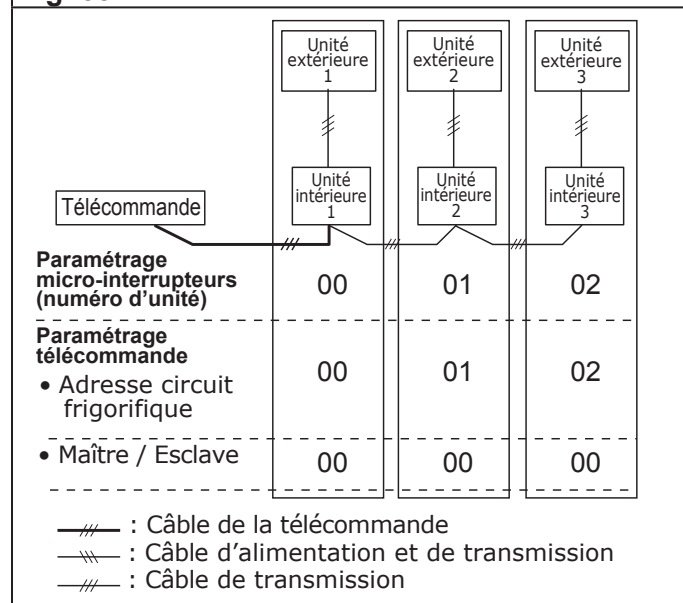 Unité
extérieure
1
Unité
extérieure
2
Unité
extérieure
3
Télécommande
Unité
intérieure
1
Unité
intérieure
2
Unité
intérieure
3
Paramétrage
micro-interrupteurs
(numéro d'unité)
00 01 02
Paramétrage
télécommande
• Adresse circuit
frigorifique
00 01 02
• Maître / Esclave 00 00 00
: Câble de la télécommande
: Câble d'alimentation et de transmission
: Câble de transmission